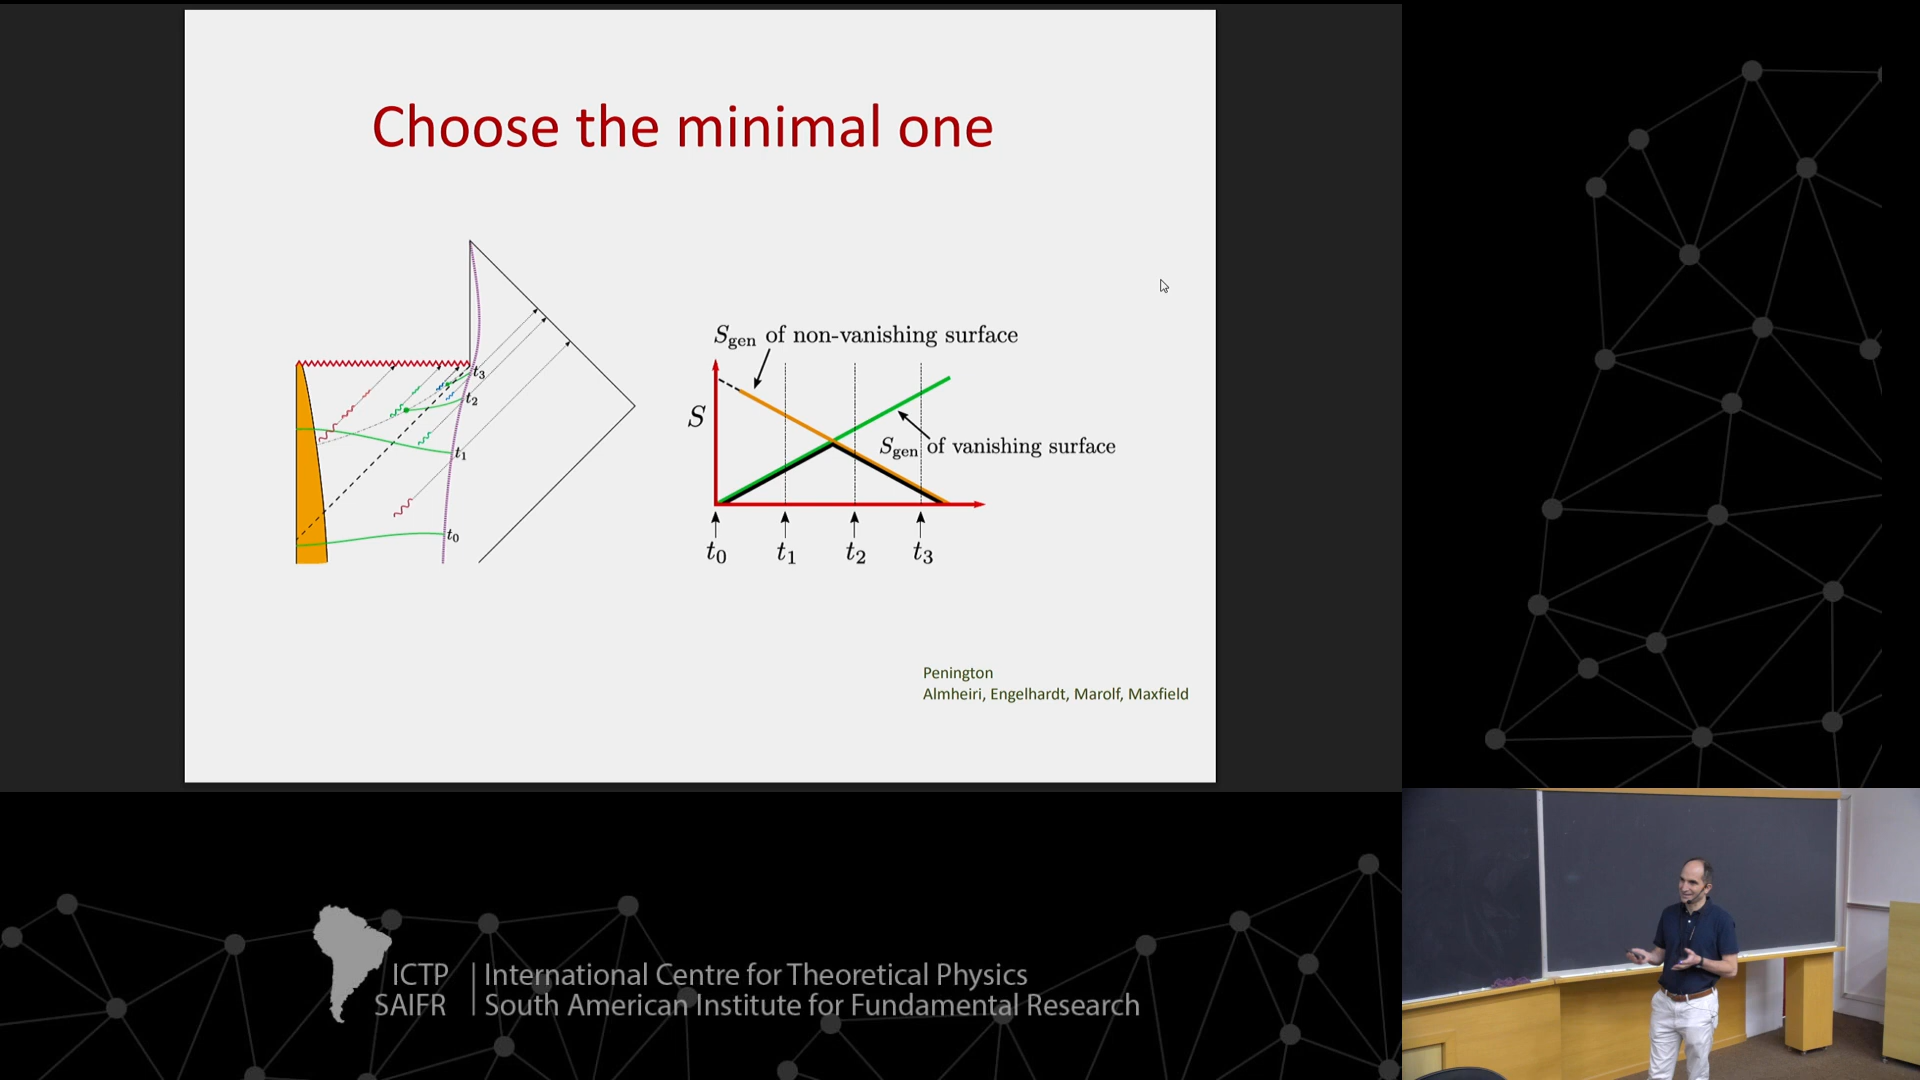 Choose the minimal one
t3
t2
t1
t0
Sgen of non-vanishing surface
S
Sgen of vanishing surface
t0 t1 t2 t3
Penington
Almheiri, Engelhardt, Marolf, Maxfield
ICTP | International Centre for Theoretical Physics
SAIFR | South American Institute for Fundamental Research